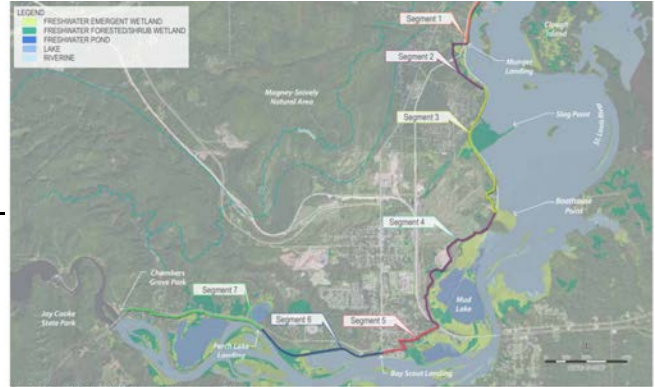 LEGEND
FRESHWATER EMERGENT WETLAND
FRESHWATER FORESTED/SHRUB WETLAND
FRESHWATER POND
LAKE
RIVERINE
Segment 1
Clough
Island
Segment 2
Munger
Landing
Magney-Snively
Natural Area
Segment 3
Sleg Point
St. Louis River
Boathouse
Point
Segment 4
Chambers
Grove Park
Segment 7
Mud
Lake
Jay Cooke
State Park
Segment 6
Segment 5
Perch Lake
Landing
Boy Scout Landing